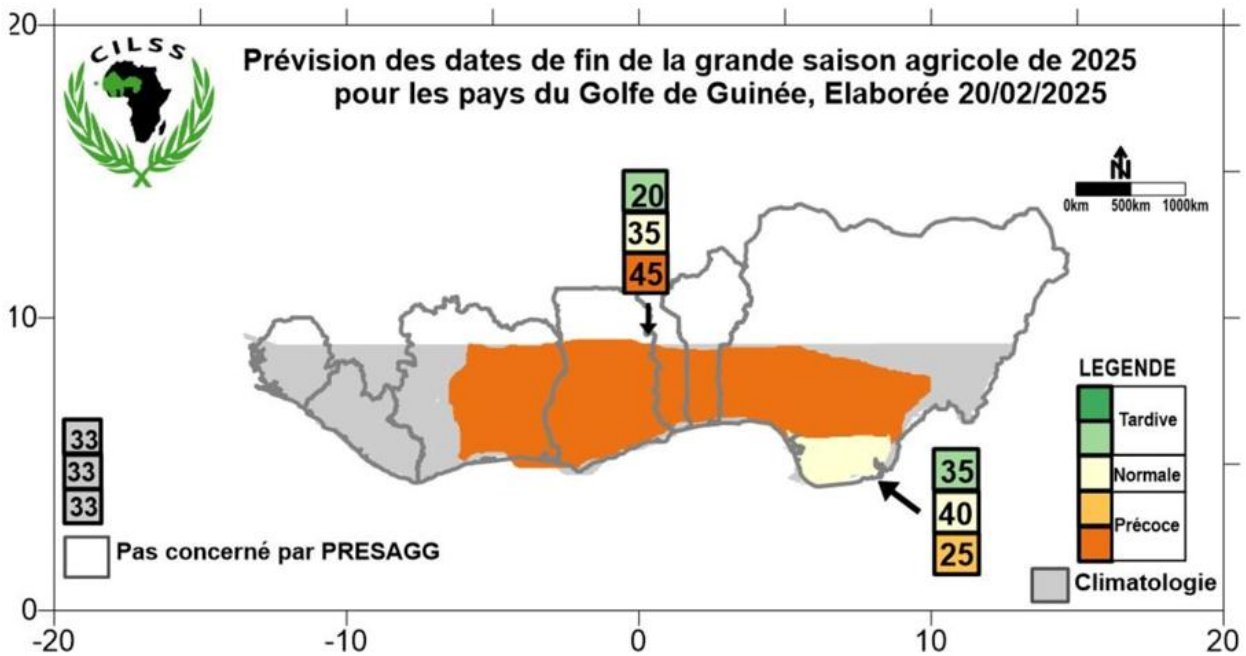 CILSS
Prévision des dates de fin de la grande saison agricole de 2025
pour les pays du Golfe de Guinée, Elaborée 20/02/2025
N
0km 500km 1000km
20
10
0
-20 -10 0 10 20
20
35
45
35
40
25
33
33
33
Pas concerné par PRESAGG
LEGENDE
Tardive
Normale
Précoce
Climatologie